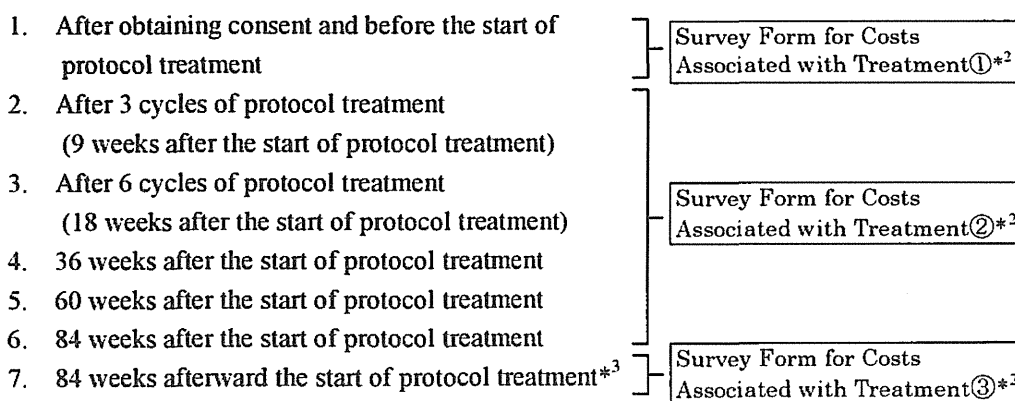 1. After obtaining consent and before the start of
protocol treatment
Survey Form for Costs
Associated with Treatment①*2
2. After 3 cycles of protocol treatment
(9 weeks after the start of protocol treatment)
3. After 6 cycles of protocol treatment
(18 weeks after the start of protocol treatment)
Survey Form for Costs
Associated with Treatment②*2
4. 36 weeks after the start of protocol treatment
5. 60 weeks after the start of protocol treatment
6. 84 weeks after the start of protocol treatment
7. 84 weeks afterward the start of protocol treatment*3
Survey Form for Costs
Associated with Treatment③*2